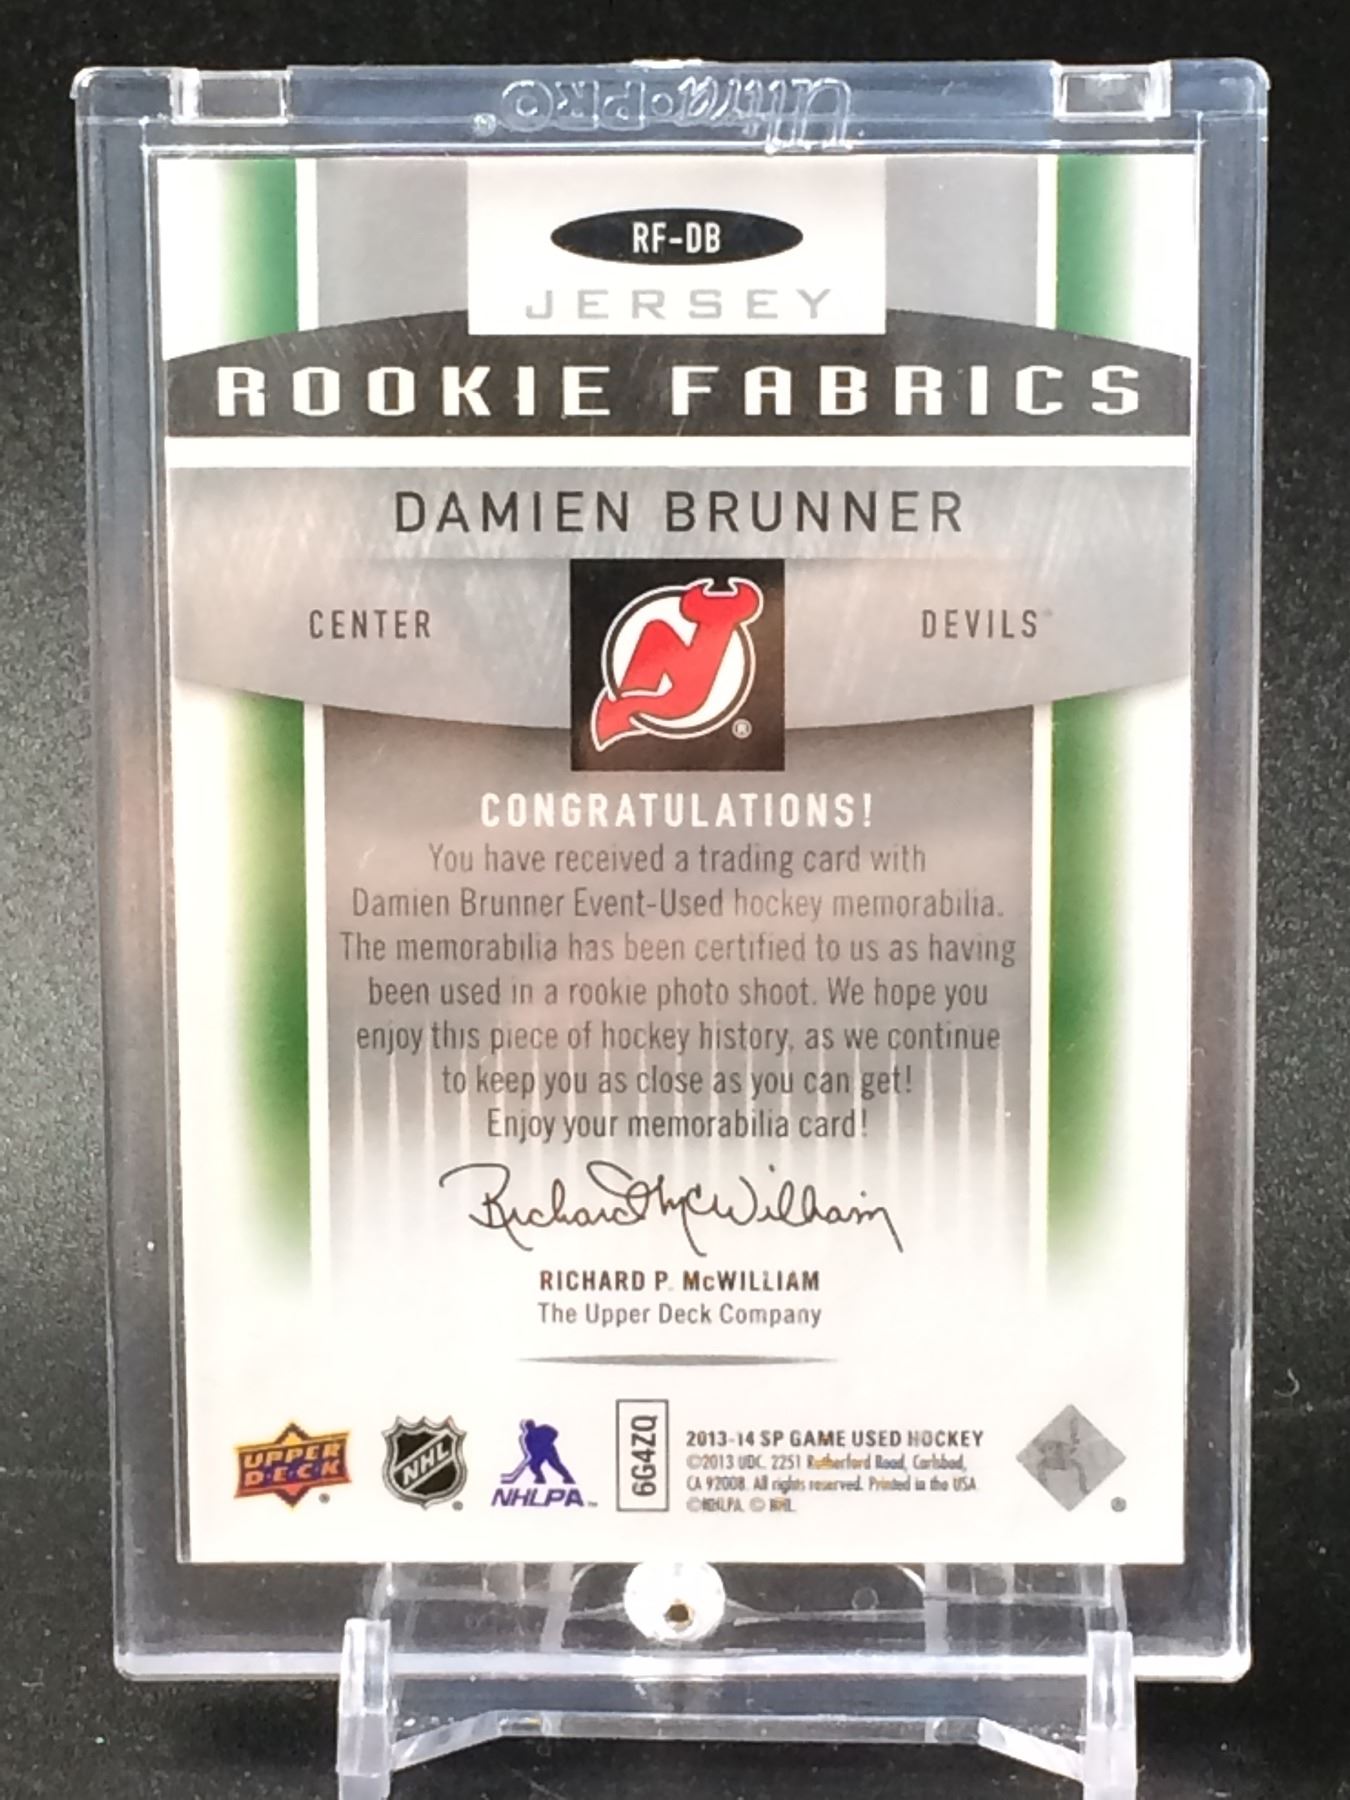 Ultra•PRO®
RF-DB
JERSEY
ROOKIE FABRICS
DAMIEN BRUNNER
CENTER
DEVILS®
®
CONGRATULATIONS!
You have received a trading card with
Damien Brunner Event-Used hockey memorabilia.
The memorabilia has been certified to us as having
been used in a rookie photo shoot. We hope you
enjoy this piece of hockey history, as we continue
to keep you as close as you can get!
Enjoy your memorabilia card!
Richard McWilliam
RICHARD P. McWILLIAM
The Upper Deck Company
UPPER
D·E·C·K
®
NHL
®
NHLPA™
6G4ZQ
2013-14 SP GAME USED HOCKEY
©2013 UDC. 2251 Rutherford Road, Carlsbad,
CA 92008. All rights reserved. Printed in the USA
©NHLPA. © NHL.
®